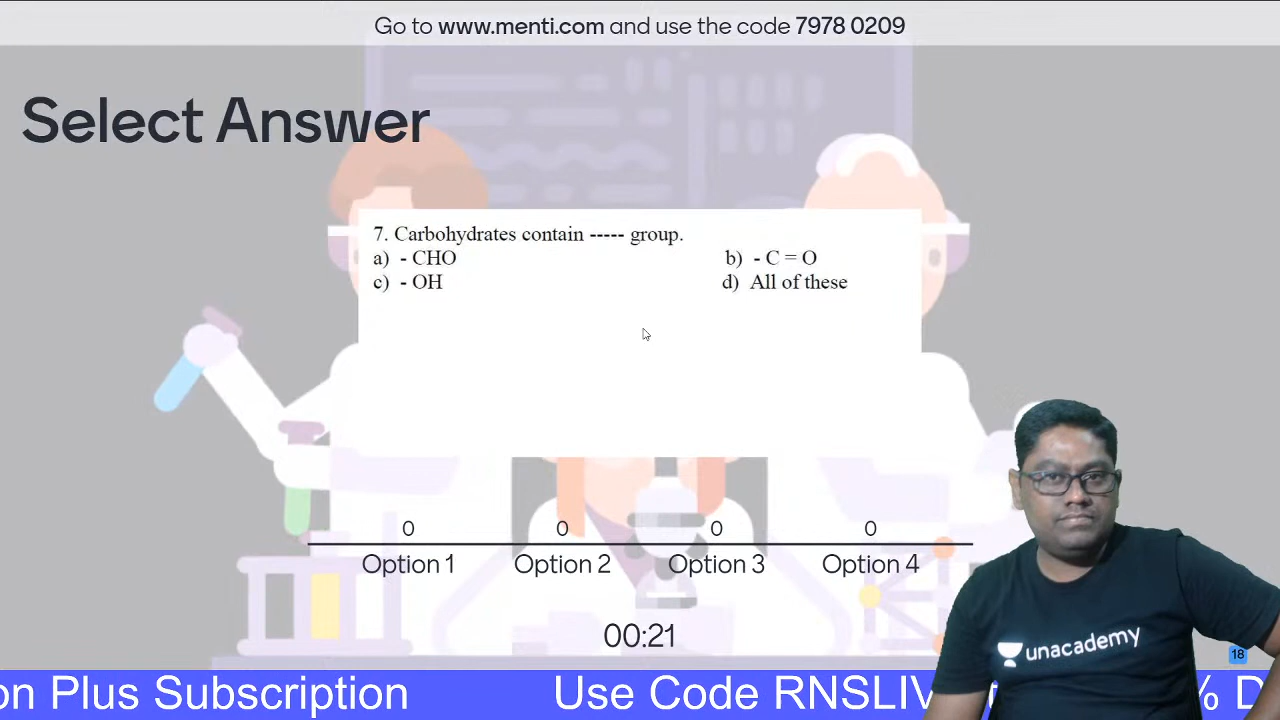 Go to www.menti.com and use the code 7978 0209
Select Answer
7. Carbohydrates contain ----- group.
a) - CHO b) - C = O
c) - OH d) All of these
0 0 0 0
Option 1 Option 2 Option 3 Option 4
00:21
unacademy
18
on Plus Subscription Use Code RNSLIV % D